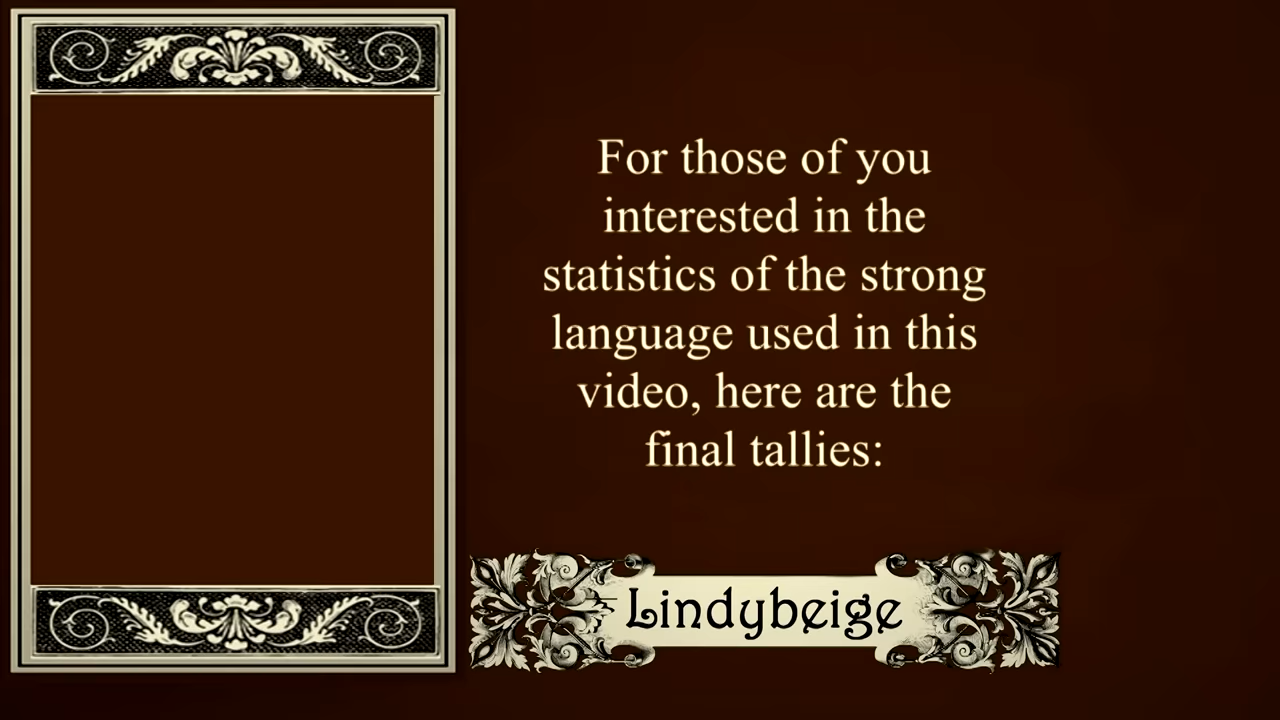 For those of you
interested in the
statistics of the strong
language used in this
video, here are the
final tallies:
Lindybeige